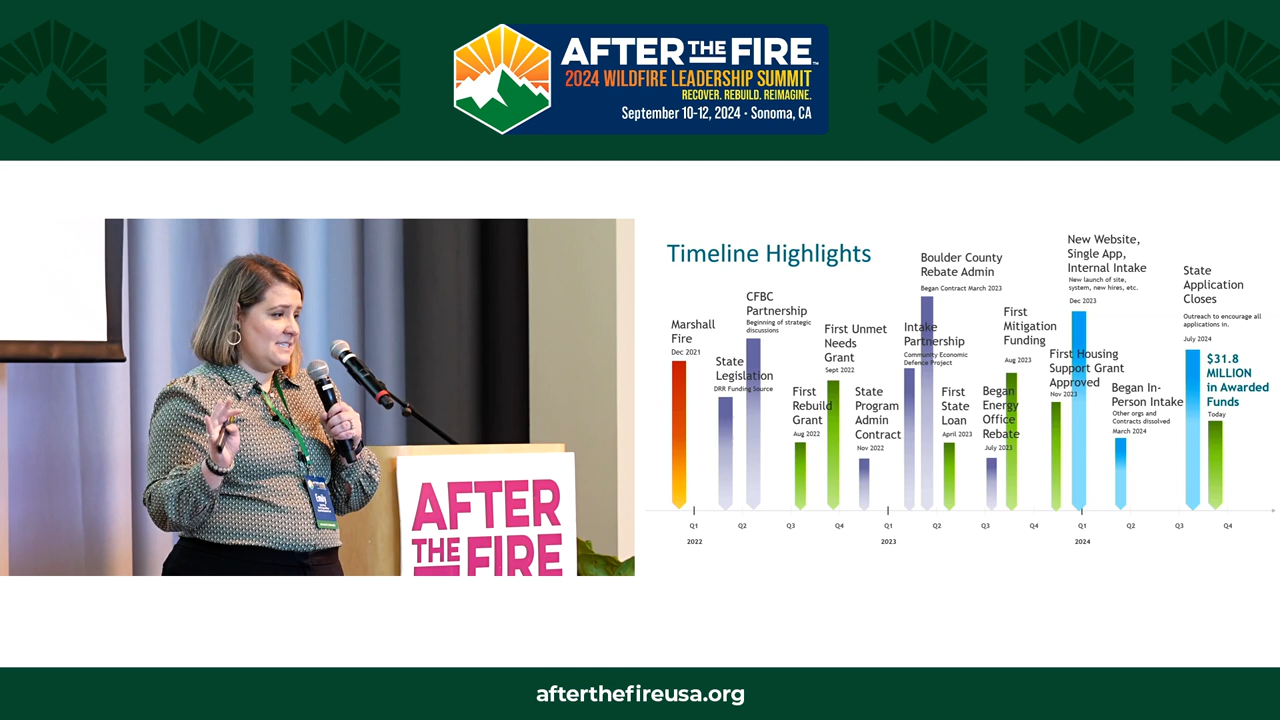 AFTER THE FIRE™
2024 WILDFIRE LEADERSHIP SUMMIT
RECOVER. REBUILD. REIMAGINE.
September 10-12, 2024 • Sonoma, CA
Emily
AFTER
THE FIRE
Timeline Highlights
Marshall
Fire
Dec 2021
State
Legislation
DRR Funding Source
CFBC
Partnership
Beginning of strategic
discussions
First
Rebuild
Grant
Aug 2022
First Unmet
Needs
Grant
Sept 2022
State
Program
Admin
Contract
Nov 2022
Intake
Partnership
Community Economic
Defence Project
Boulder County
Rebate Admin
Began Contract March 2023
First
State
Loan
April 2023
Began
Energy
Office
Rebate
July 2023
First
Mitigation
Funding
Aug 2023
First Housing
Support Grant
Approved
Nov 2023
New Website,
Single App,
Internal Intake
New launch of site,
system, new hires, etc.
Dec 2023
Began In-
Person Intake
Other orgs and
Contracts dissolved
March 2024
State
Application
Closes
Outreach to encourage all
applications in.
July 2024
$31.8
MILLION
in Awarded
Funds
Today
Q1 Q2 Q3 Q4 Q1 Q2 Q3 Q4 Q1 Q2 Q3 Q4
2022 2023 2024
afterthefireusa.org